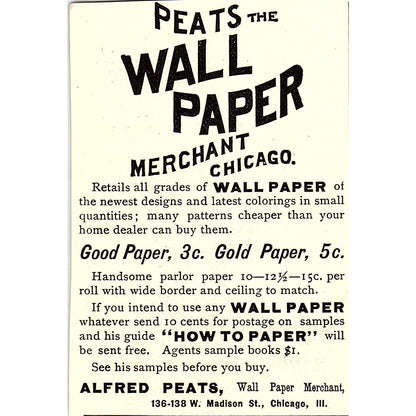 PEATS THE
WALL
PAPER
MERCHANT
CHICAGO.
Retails all grades of WALL PAPER of
the newest designs and latest colorings in small
quantities; many patterns cheaper than your
home dealer can buy them.
Good Paper, 3c. Gold Paper, 5c.
Handsome parlor paper 10—12½—15c. per
roll with wide border and ceiling to match.
If you intend to use any WALL PAPER
whatever send 10 cents for postage on samples
and his guide "HOW TO PAPER" will
be sent free. Agents sample books $1.
See his samples before you buy.
ALFRED PEATS, Wall Paper Merchant,
136-138 W. Madison St., Chicago, Ill.